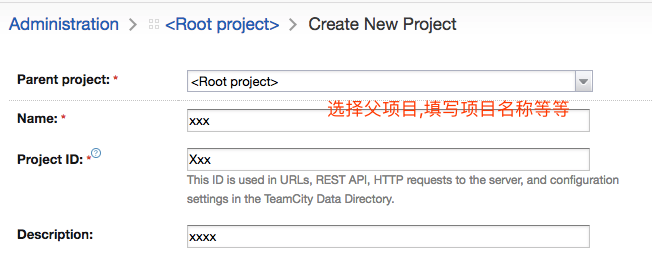 Administration > <Root project> > Create New Project
Parent project: * <Root project>
选择父项目,填写项目名称等等
Name: * xxx
Project ID: * ? Xxx
This ID is used in URLs, REST API, HTTP requests to the server, and configuration
settings in the TeamCity Data Directory.
Description: xxxx